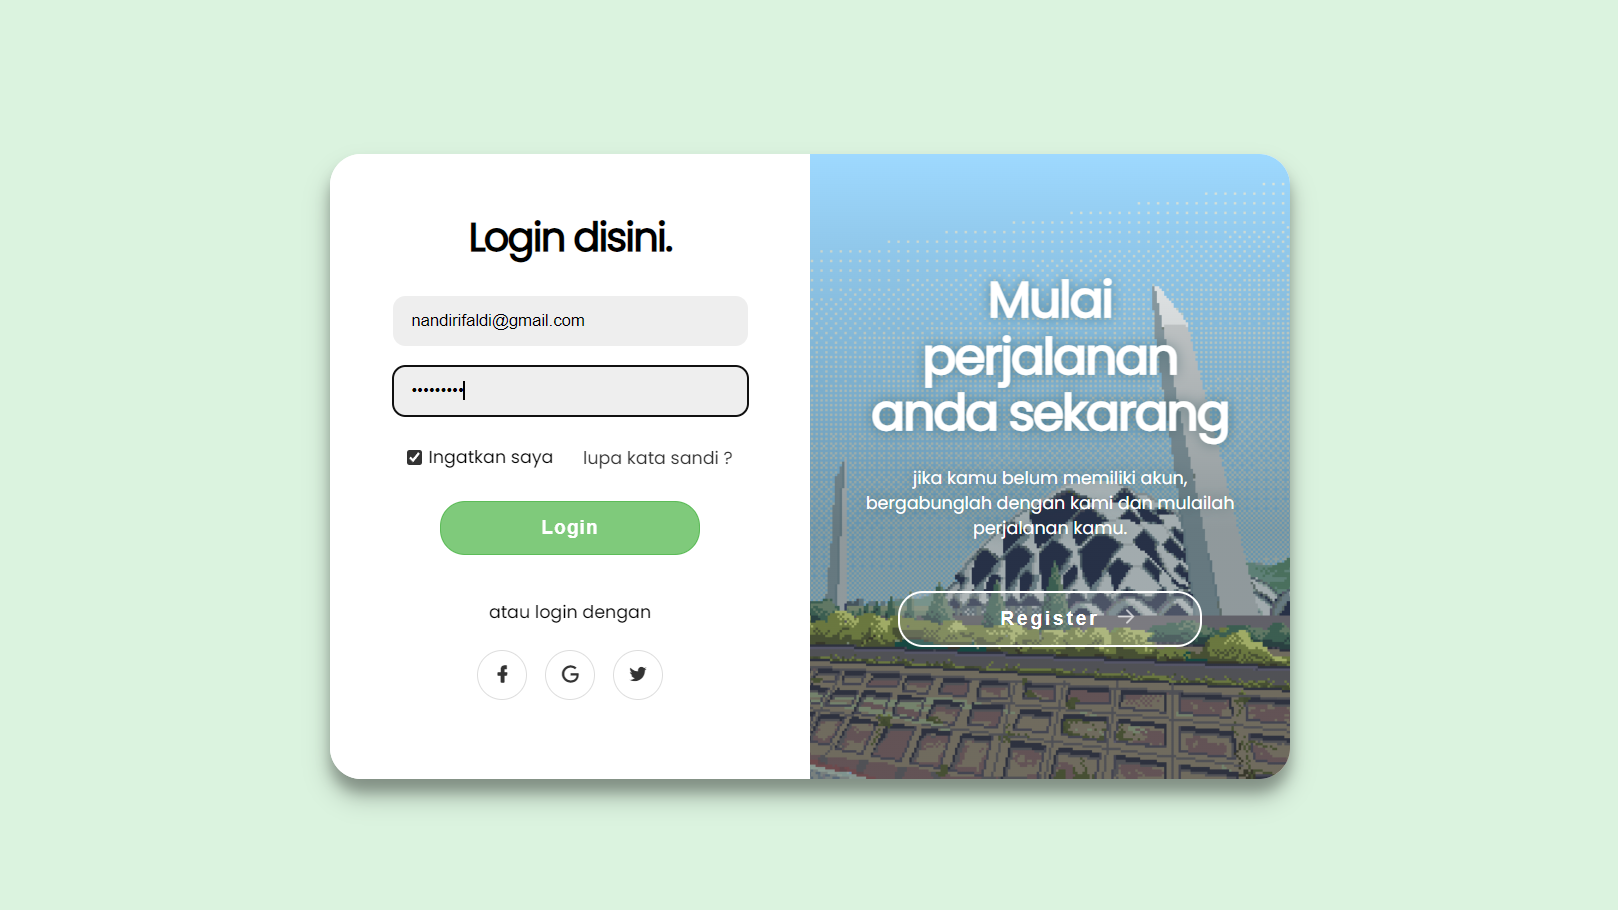 Login disini.
nandirifaldi@gmail.com
•••••••••
Ingatkan saya
lupa kata sandi ?
Login
atau login dengan
Mulai
perjalanan
anda sekarang
jika kamu belum memiliki akun,
bergabunglah dengan kami dan mulailah
perjalanan kamu.
Register